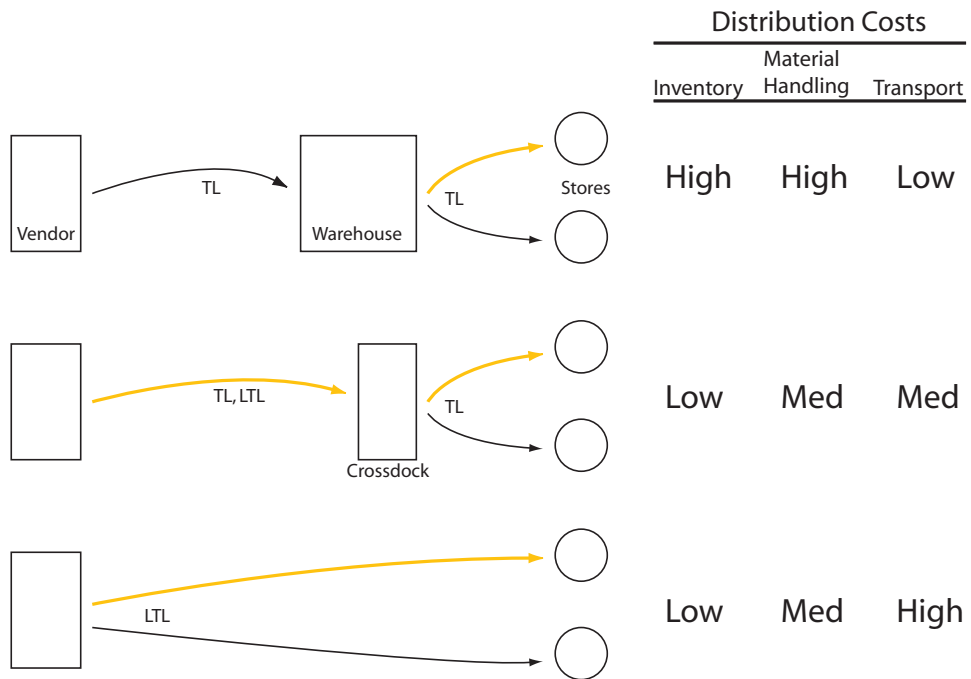 Distribution Costs
Inventory Material Handling Transport
TL
TL
Stores
Vendor
Warehouse
High High Low
TL, LTL
TL
Crossdock
Low Med Med
LTL
Low Med High